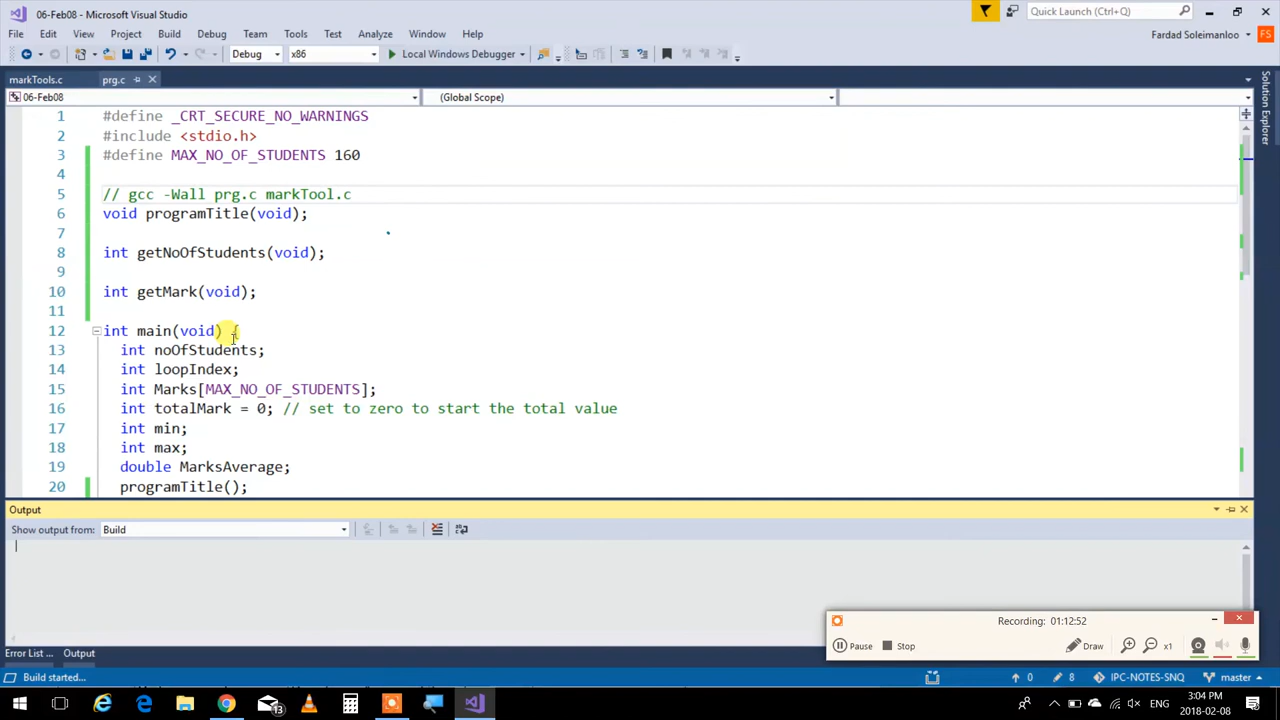 06-Feb08 - Microsoft Visual Studio
Quick Launch (Ctrl+Q)
File Edit View Project Build Debug Team Tools Test Analyze Window Help
Fardad Soleimanloo FS
Debug x86 Local Windows Debugger
markTools.c prg.c
06-Feb08 (Global Scope)
Solution Explorer
1 #define _CRT_SECURE_NO_WARNINGS
2 #include <stdio.h>
3 #define MAX_NO_OF_STUDENTS 160
4
5 // gcc -Wall prg.c markTool.c
6 void programTitle(void);
7
8 int getNoOfStudents(void);
9
10 int getMark(void);
11
12 int main(void) {
13 int noOfStudents;
14 int loopIndex;
15 int Marks[MAX_NO_OF_STUDENTS];
16 int totalMark = 0; // set to zero to start the total value
17 int min;
18 int max;
19 double MarksAverage;
20 programTitle();
Output
Show output from: Build
Recording: 01:12:52
Pause Stop Draw x1
Error List ... Output
Build started... 0 8 IPC-NOTES-SNQ master
13
ENG 3:04 PM
2018-02-08